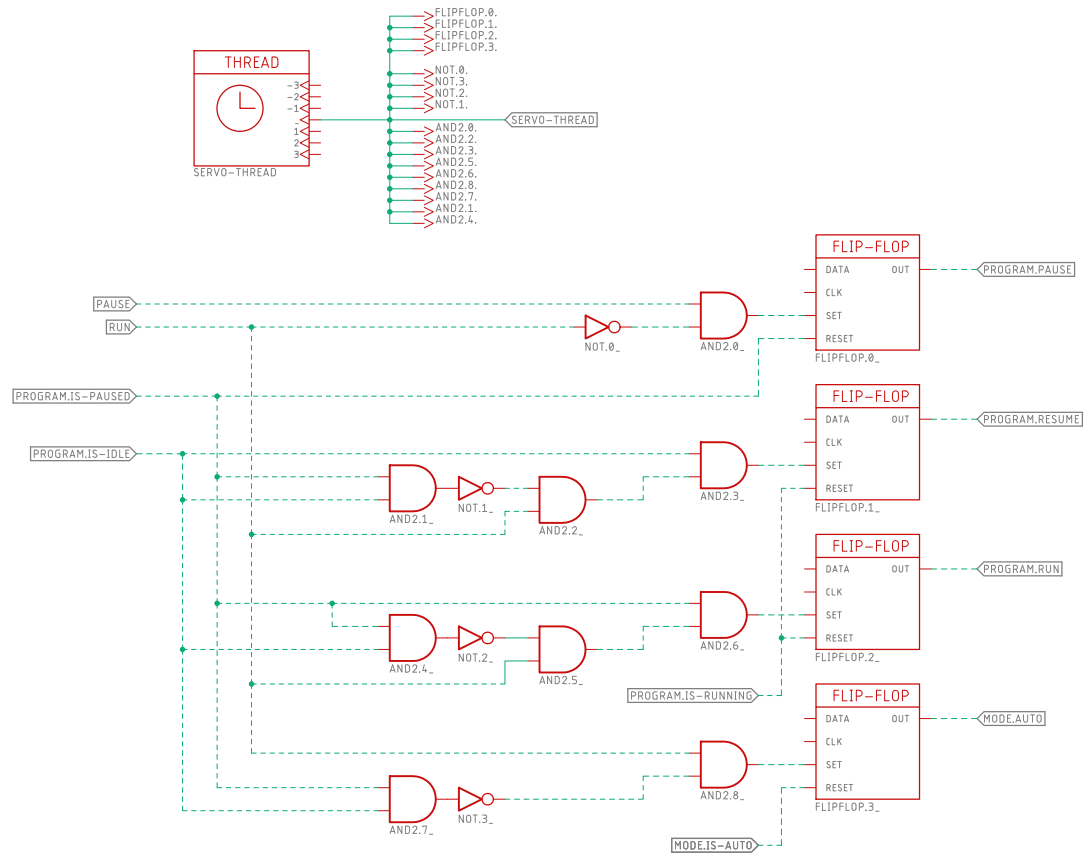 FLIPFLOP.0.
FLIPFLOP.1.
FLIPFLOP.2.
FLIPFLOP.3.
THREAD
-3
-2
-1
_
1
2
3
SERVO-THREAD
NOT.0.
NOT.3.
NOT.2.
NOT.1.
SERVO-THREAD
AND2.0.
AND2.2.
AND2.3.
AND2.5.
AND2.6.
AND2.8.
AND2.7.
AND2.1.
AND2.4.
FLIP-FLOP
DATA OUT
CLK
SET
RESET
FLIPFLOP.0_
PROGRAM.PAUSE
PAUSE
RUN
NOT.0_
AND2.0_
PROGRAM.IS-PAUSED
FLIP-FLOP
DATA OUT
CLK
SET
RESET
FLIPFLOP.1_
PROGRAM.RESUME
PROGRAM.IS-IDLE
AND2.1_
NOT.1_
AND2.2_
AND2.3_
FLIP-FLOP
DATA OUT
CLK
SET
RESET
FLIPFLOP.2_
PROGRAM.RUN
AND2.4_
NOT.2_
AND2.5_
AND2.6_
PROGRAM.IS-RUNNING
FLIP-FLOP
DATA OUT
CLK
SET
RESET
FLIPFLOP.3_
MODE.AUTO
AND2.7_
NOT.3_
AND2.8_
MODE.IS-AUTO